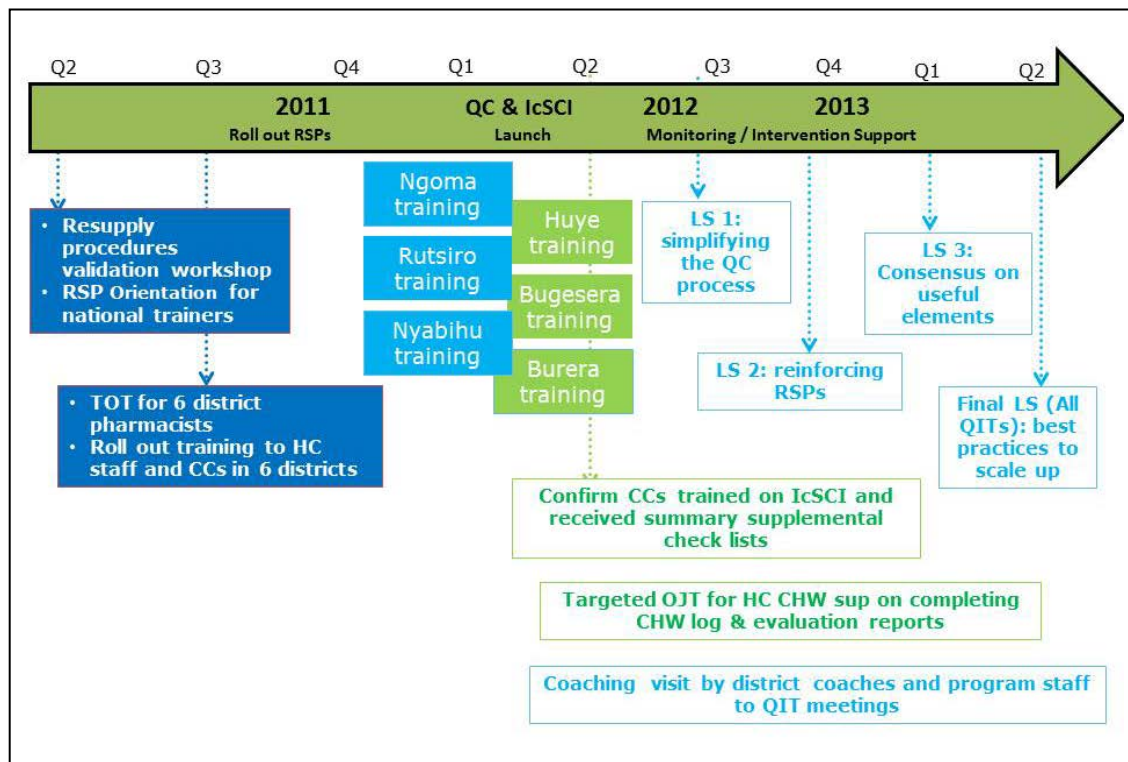 Q2 Q3 Q4 Q1 Q2 Q3 Q4 Q1 Q2
2011 QC & IcSCI 2012 2013
Roll out RSPs Launch Monitoring / Intervention Support
• Resupply
procedures
validation workshop
• RSP Orientation for
national trainers
• TOT for 6 district
pharmacists
• Roll out training to HC
staff and CCs in 6 districts
Ngoma
training
Rutsiro
training
Nyabihu
training
Huye
training
Bugesera
training
Burera
training
LS 1:
simplifying
the QC
process
LS 2: reinforcing
RSPs
LS 3:
Consensus on
useful
elements
Final LS (All
QITs): best
practices to
scale up
Confirm CCs trained on IcSCI and
received summary supplemental
check lists
Targeted OJT for HC CHW sup on completing
CHW log & evaluation reports
Coaching visit by district coaches and program staff
to QIT meetings